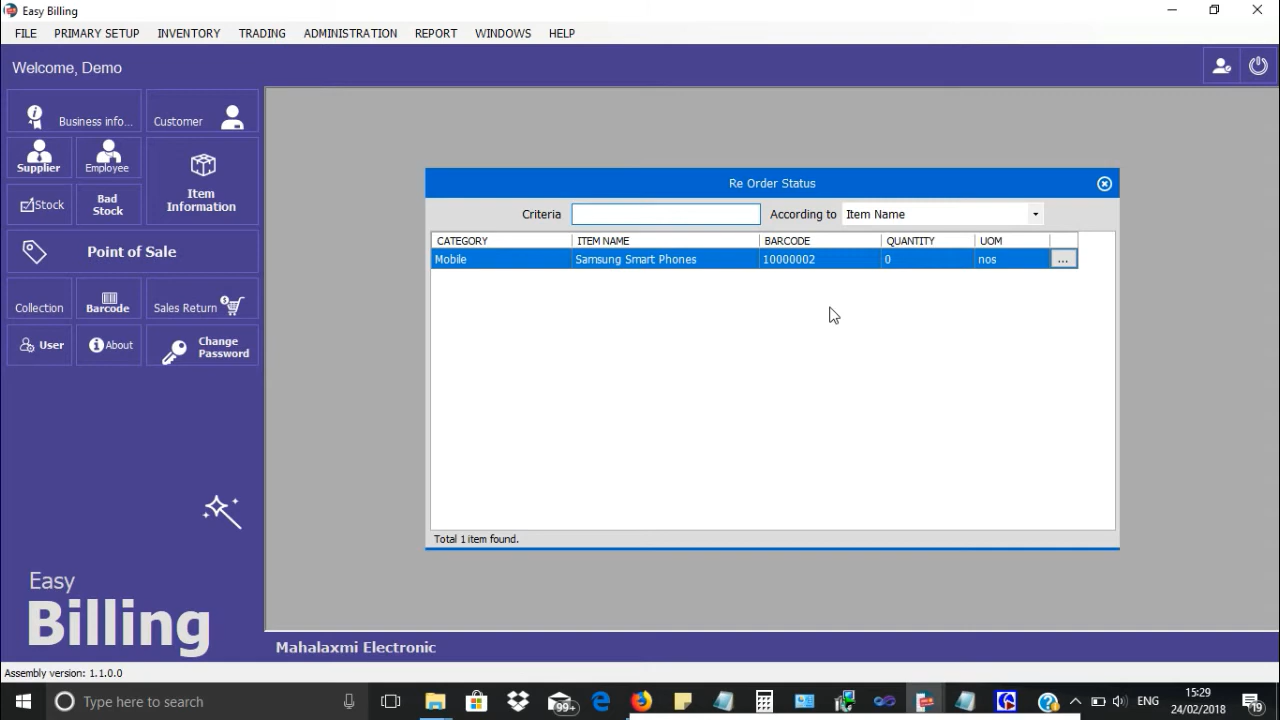 Easy Billing
FILE PRIMARY SETUP INVENTORY TRADING ADMINISTRATION REPORT WINDOWS HELP
Welcome, Demo
Business info...
Customer
Supplier
Employee
Item
Information
Stock
Bad
Stock
Point of Sale
Collection
Barcode
Sales Return
User
About
Change
Password
Easy
Billing
Re Order Status
Criteria According to Item Name
CATEGORY ITEM NAME BARCODE QUANTITY UOM
Mobile Samsung Smart Phones 10000002 0 nos ...
Total 1 item found.
Mahalaxmi Electronic
Assembly version: 1.1.0.0
Type here to search
99+
ENG
15:29
24/02/2018
19